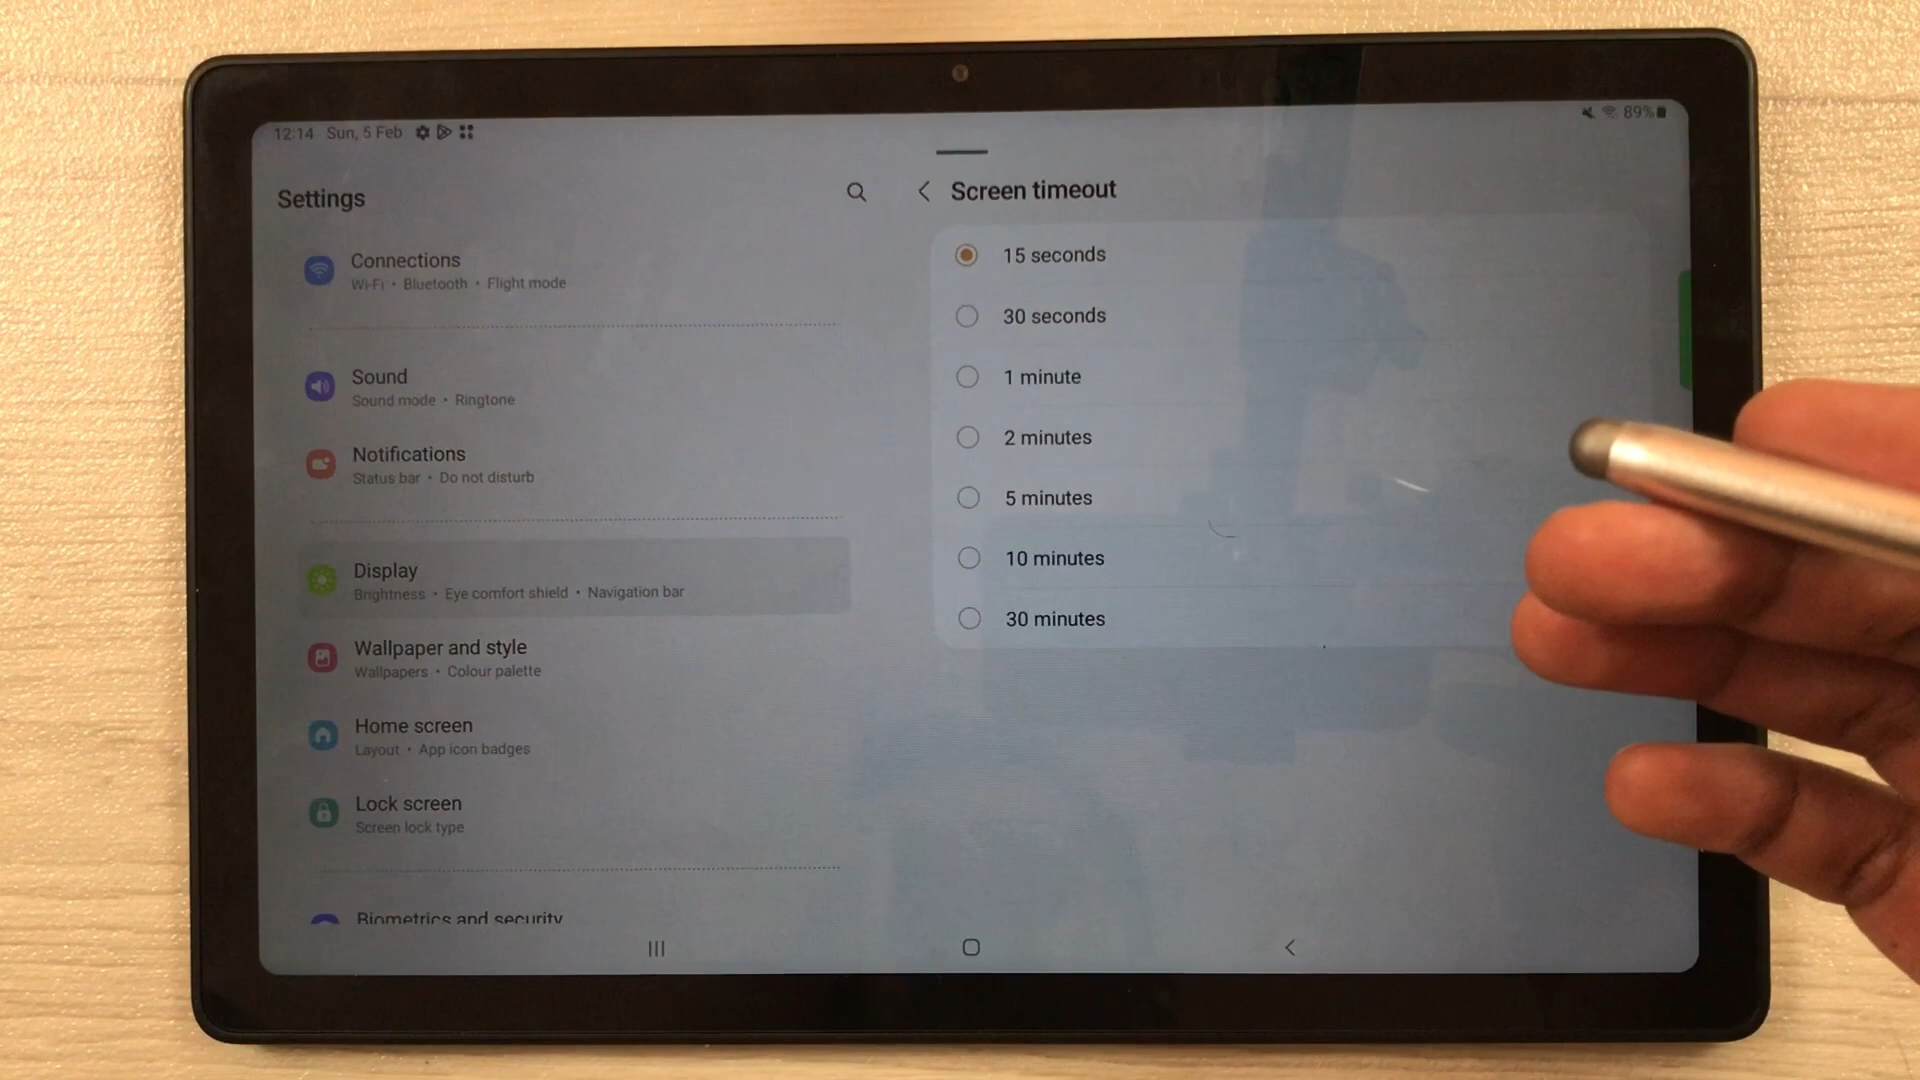 12:14 Sun, 5 Feb
89%
Settings
Connections
Wi-Fi • Bluetooth • Flight mode
Sound
Sound mode • Ringtone
Notifications
Status bar • Do not disturb
Display
Brightness • Eye comfort shield • Navigation bar
Wallpaper and style
Wallpapers • Colour palette
Home screen
Layout • App icon badges
Lock screen
Screen lock type
Biometrics and security
Screen timeout
15 seconds
30 seconds
1 minute
2 minutes
5 minutes
10 minutes
30 minutes